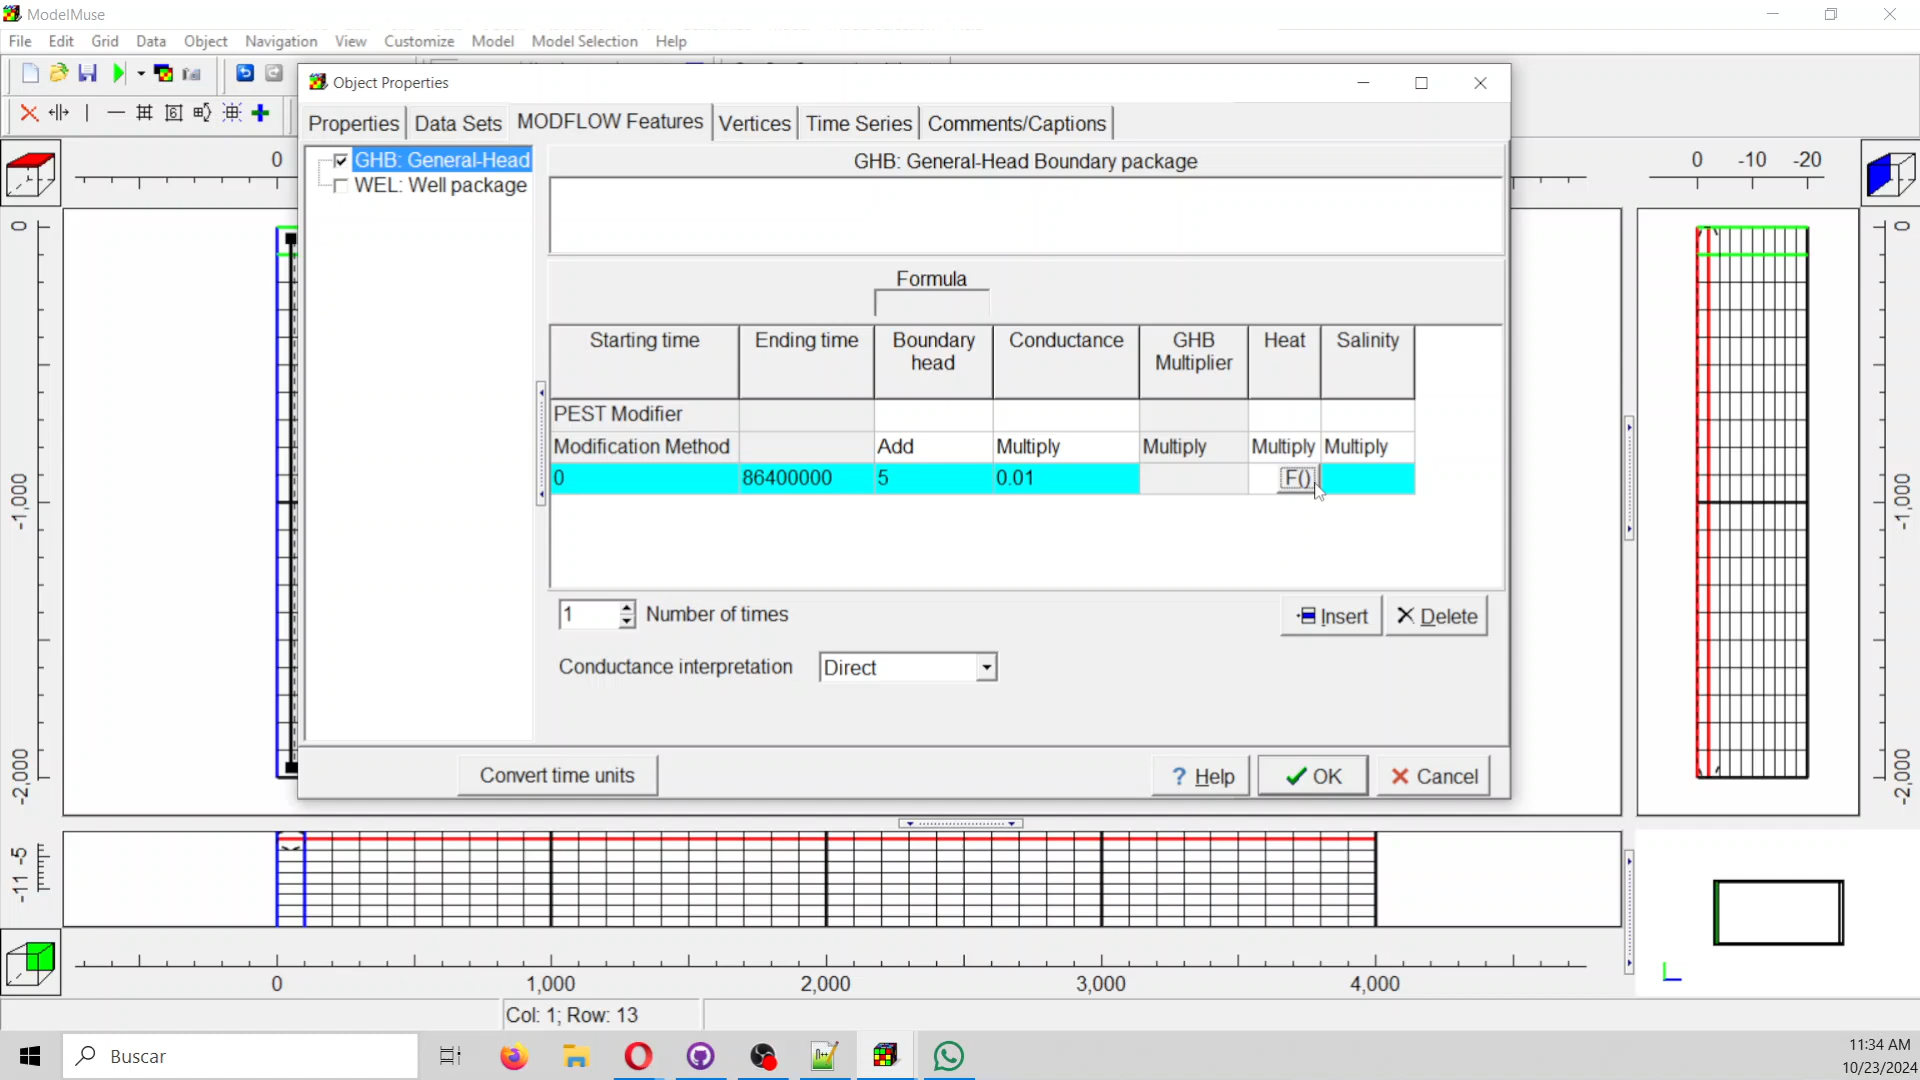 ModelMuse
File Edit Grid Data Object Navigation View Customize Model Model Selection Help
Object Properties
Properties Data Sets MODFLOW Features Vertices Time Series Comments/Captions
GHB: General-Head
WEL: Well package
GHB: General-Head Boundary package
Formula
Starting time Ending time Boundary head Conductance GHB Multiplier Heat Salinity
PEST Modifier
Modification Method Add Multiply Multiply Multiply Multiply
0 86400000 5 0.01 F()
1 Number of times Insert Delete
Conductance interpretation Direct
Convert time units ? Help OK Cancel
0
0 -10 -20
0
-1,000
-2,000
0
-1,000
-2,000
-11 -5
0 1,000 2,000 3,000 4,000
Col: 1; Row: 13
Buscar
11:34 AM
10/23/2024